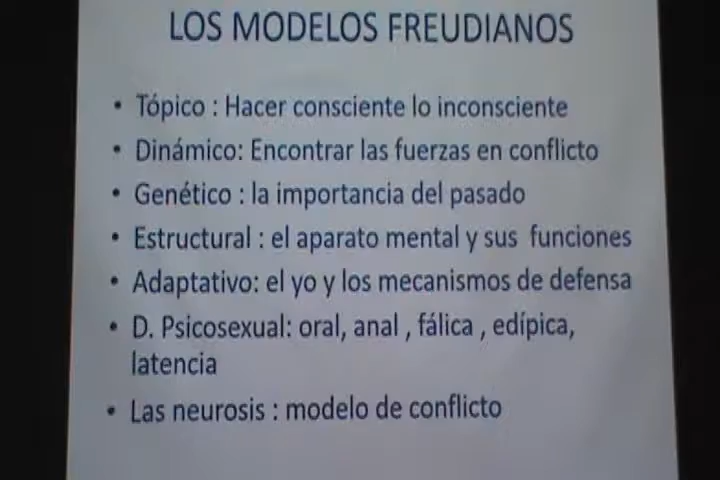 LOS MODELOS FREUDIANOS
• Tópico : Hacer consciente lo inconsciente
• Dinámico: Encontrar las fuerzas en conflicto
• Genético : la importancia del pasado
• Estructural : el aparato mental y sus funciones
• Adaptativo: el yo y los mecanismos de defensa
• D. Psicosexual: oral, anal , fálica , edípica,
latencia
• Las neurosis : modelo de conflicto